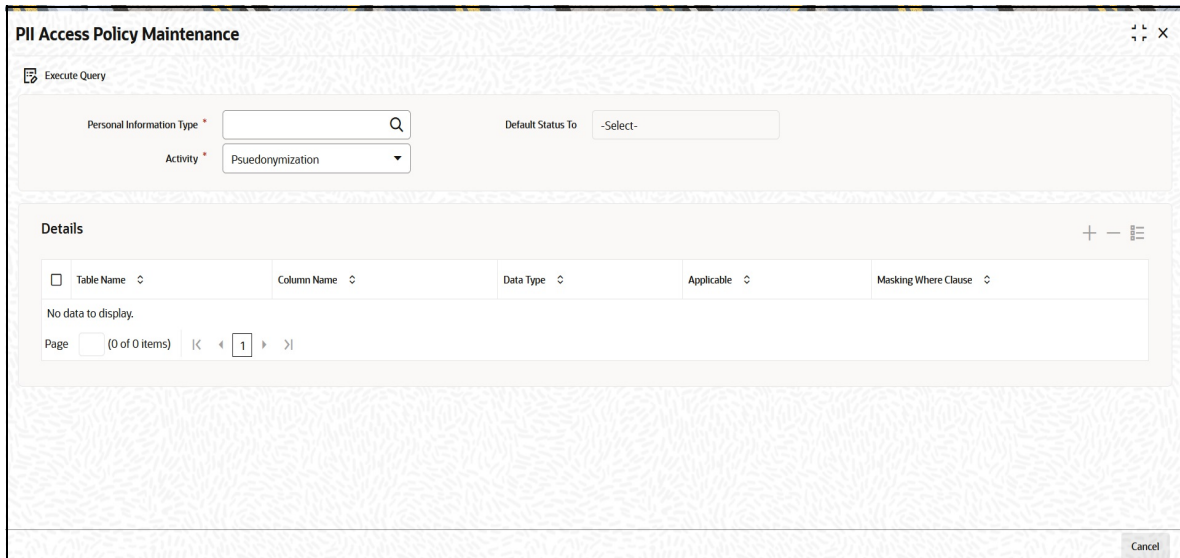 PII Access Policy Maintenance
Execute Query
Personal Information Type * Default Status To -Select-
Activity * Psuedonymization
Details
Table Name Column Name Data Type Applicable Masking Where Clause
No data to display.
Page (0 of 0 items) 1
Cancel